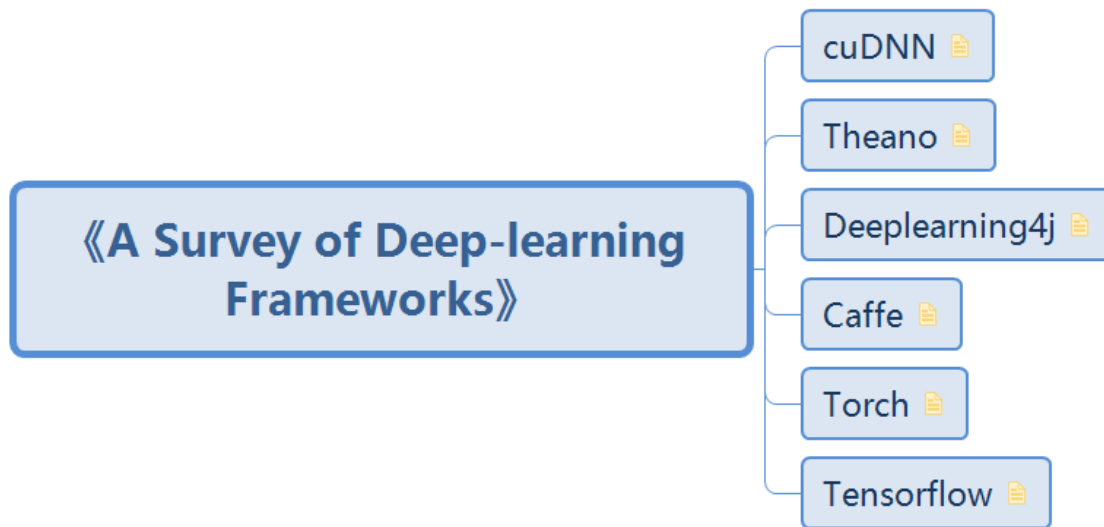 《A Survey of Deep-learning
Frameworks》
cuDNN
Theano
Deeplearning4j
Caffe
Torch
Tensorflow